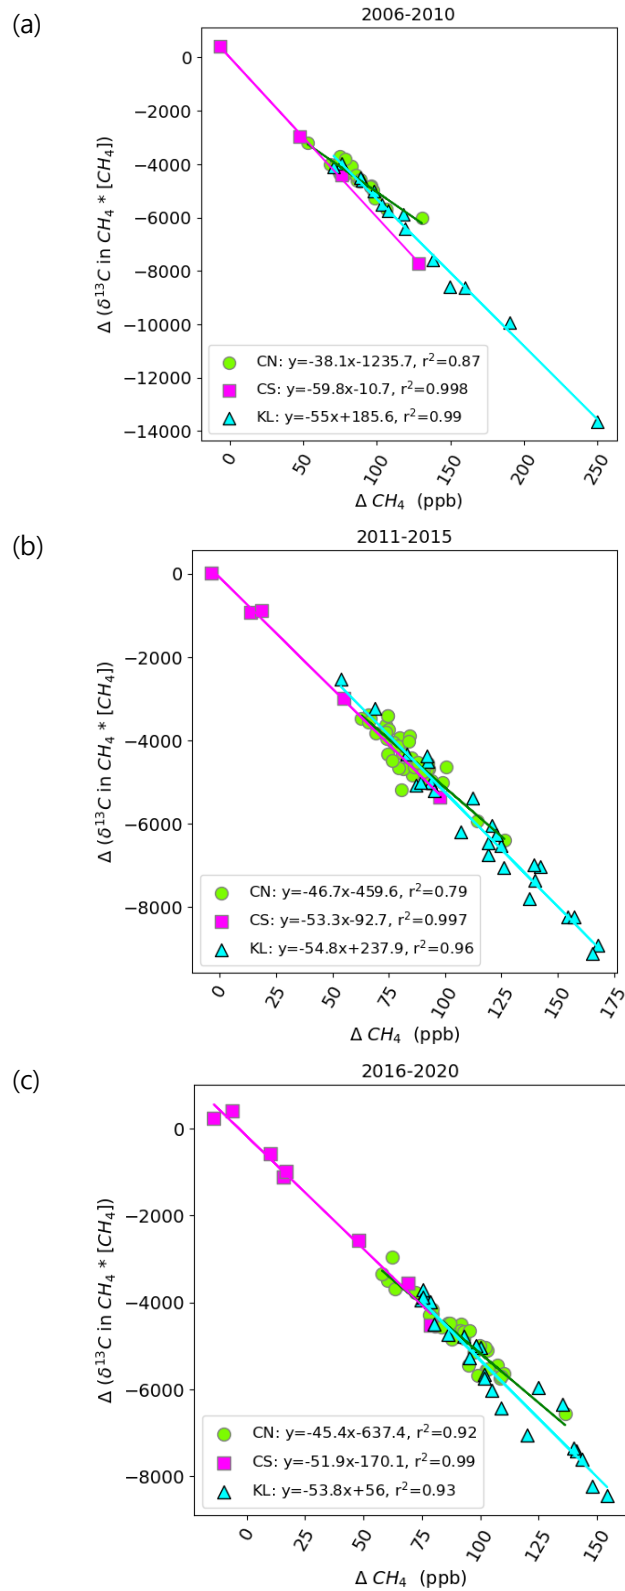 (a)
2006-2010
0
−2000
−4000
−6000
−8000
−10000
−12000
−14000
Δ (δ¹³C in CH₄ * [CH₄])
CN: y=-38.1x-1235.7, r²=0.87
CS: y=-59.8x-10.7, r²=0.998
KL: y=-55x+185.6, r²=0.99
0 50 100 150 200 250
Δ CH₄ (ppb)
(b)
2011-2015
0
−2000
−4000
−6000
−8000
Δ (δ¹³C in CH₄ * [CH₄])
CN: y=-46.7x-459.6, r²=0.79
CS: y=-53.3x-92.7, r²=0.997
KL: y=-54.8x+237.9, r²=0.96
0 25 50 75 100 125 150 175
Δ CH₄ (ppb)
(c)
2016-2020
0
−2000
−4000
−6000
−8000
Δ (δ¹³C in CH₄ * [CH₄])
CN: y=-45.4x-637.4, r²=0.92
CS: y=-51.9x-170.1, r²=0.99
KL: y=-53.8x+56, r²=0.93
0 25 50 75 100 125 150
Δ CH₄ (ppb)